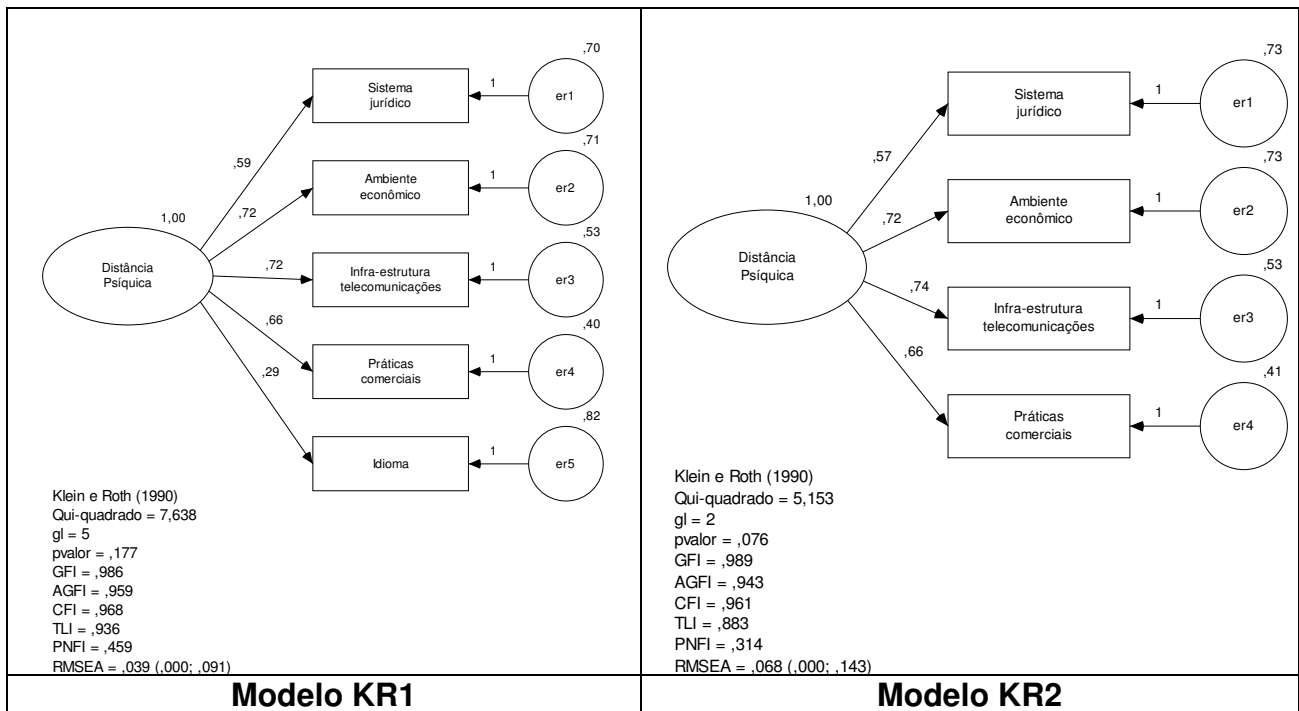 ,70
Sistema
jurídico
1
er1
,59
,71
Ambiente
econômico
1
er2
1,00
,72
,53
Distância
Psíquica
,72
Infra-estrutura
telecomunicações
1
er3
,66
,40
Práticas
comerciais
1
er4
,29
,82
Idioma
1
er5
Klein e Roth (1990)
Qui-quadrado = 7,638
gl = 5
pvalor = ,177
GFI = ,986
AGFI = ,959
CFI = ,968
TLI = ,936
PNFI = ,459
RMSEA = ,039 (,000; ,091)
Modelo KR1
,73
Sistema
jurídico
1
er1
,57
,73
Ambiente
econômico
1
er2
1,00
,72
,53
Distância
Psíquica
,74
Infra-estrutura
telecomunicações
1
er3
,66
,41
Práticas
comerciais
1
er4
Klein e Roth (1990)
Qui-quadrado = 5,153
gl = 2
pvalor = ,076
GFI = ,989
AGFI = ,943
CFI = ,961
TLI = ,883
PNFI = ,314
RMSEA = ,068 (,000; ,143)
Modelo KR2